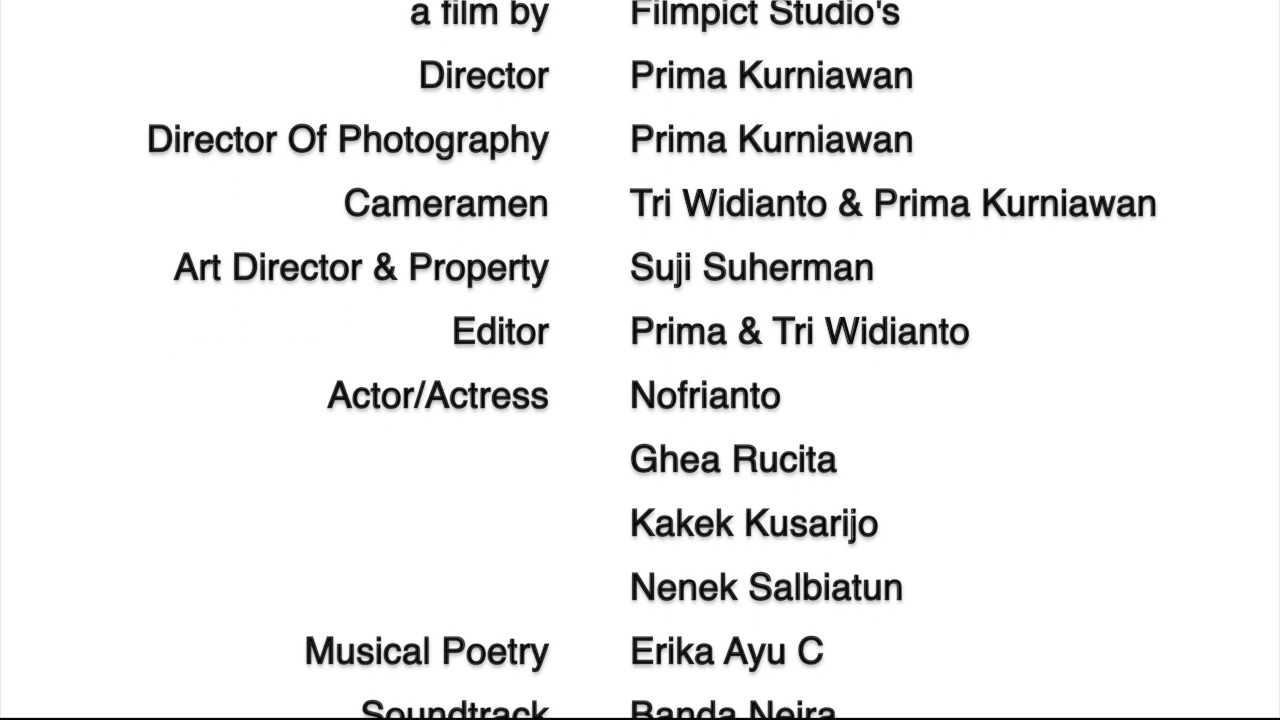 a film by Filmpict Studio's
Director Prima Kurniawan
Director Of Photography Prima Kurniawan
Cameramen Tri Widianto & Prima Kurniawan
Art Director & Property Suji Suherman
Editor Prima & Tri Widianto
Actor/Actress Nofrianto
Ghea Rucita
Kakek Kusarijo
Nenek Salbiatun
Musical Poetry Erika Ayu C
Soundtrack Banda Neira